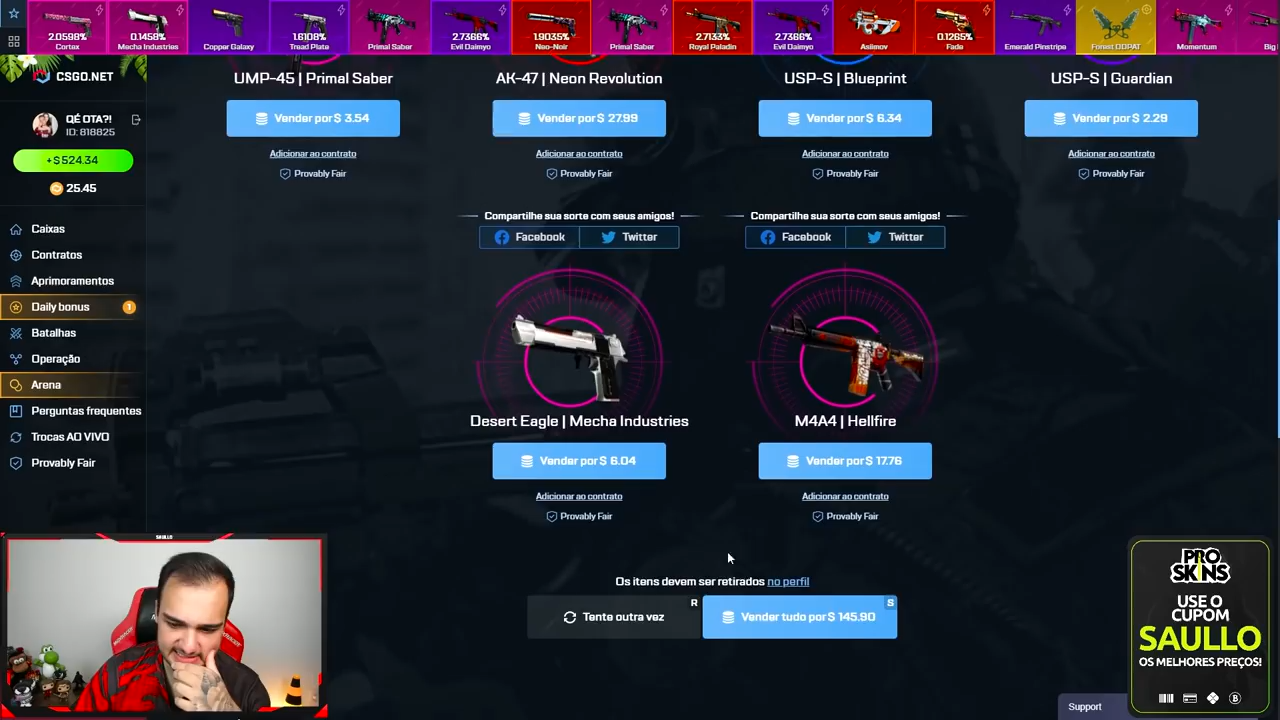 2.0598%
Cortex
0.1458%
Mecha Industries
Copper Galaxy
1.6108%
Tread Plate
Primal Saber
2.7366%
Evil Daimyo
1.9035%
Neo-Noir
Primal Saber
2.7133%
Royal Paladin
2.7366%
Evil Daimyo
Asiimov
0.1265%
Fade
Emerald Pinstripe
Forest DDPAT
Momentum
Big
CSGO.NET
QÉ OTA?!
ID: 818825
+$ 524.34
25.45
Caixas
Contratos
Aprimoramentos
Daily bonus 1
Batalhas
Operação
Arena
Perguntas frequentes
Trocas AO VIVO
Provably Fair
UMP-45 | Primal Saber
AK-47 | Neon Revolution
USP-S | Blueprint
USP-S | Guardian
Vender por $ 3.54
Vender por $ 27.99
Vender por $ 6.34
Vender por $ 2.29
Adicionar ao contrato
Adicionar ao contrato
Adicionar ao contrato
Adicionar ao contrato
Provably Fair
Provably Fair
Provably Fair
Provably Fair
Compartilhe sua sorte com seus amigos!
Compartilhe sua sorte com seus amigos!
Facebook Twitter
Facebook Twitter
Desert Eagle | Mecha Industries
M4A4 | Hellfire
Vender por $ 6.04
Vender por $ 17.76
Adicionar ao contrato
Adicionar ao contrato
Provably Fair
Provably Fair
Os itens devem ser retirados no perfil
Tente outra vez R
Vender tudo por $ 145.90 S
SAULLO
PRO
SKINS
USE O
CUPOM
SAULLO
OS MELHORES PREÇOS!
Support